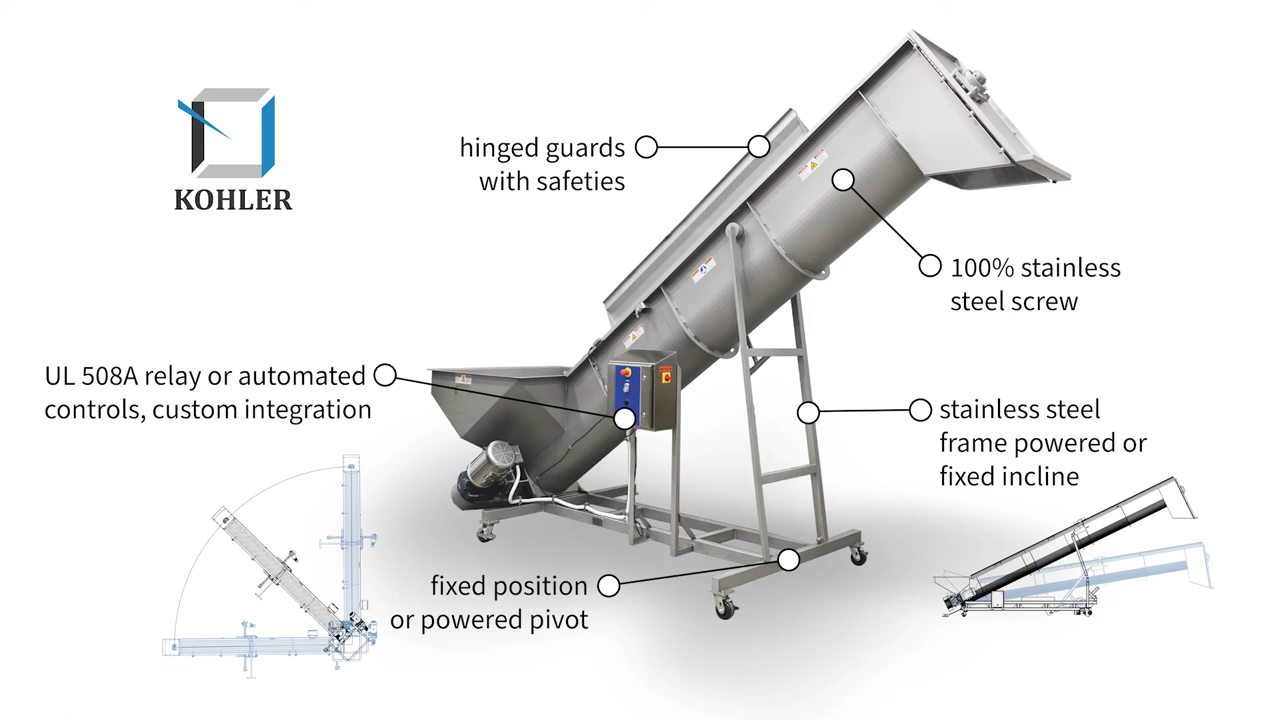 KOHLER
hinged guards
with safeties
100% stainless
steel screw
UL 508A relay or automated
controls, custom integration
stainless steel
frame powered or
fixed incline
fixed position
or powered pivot